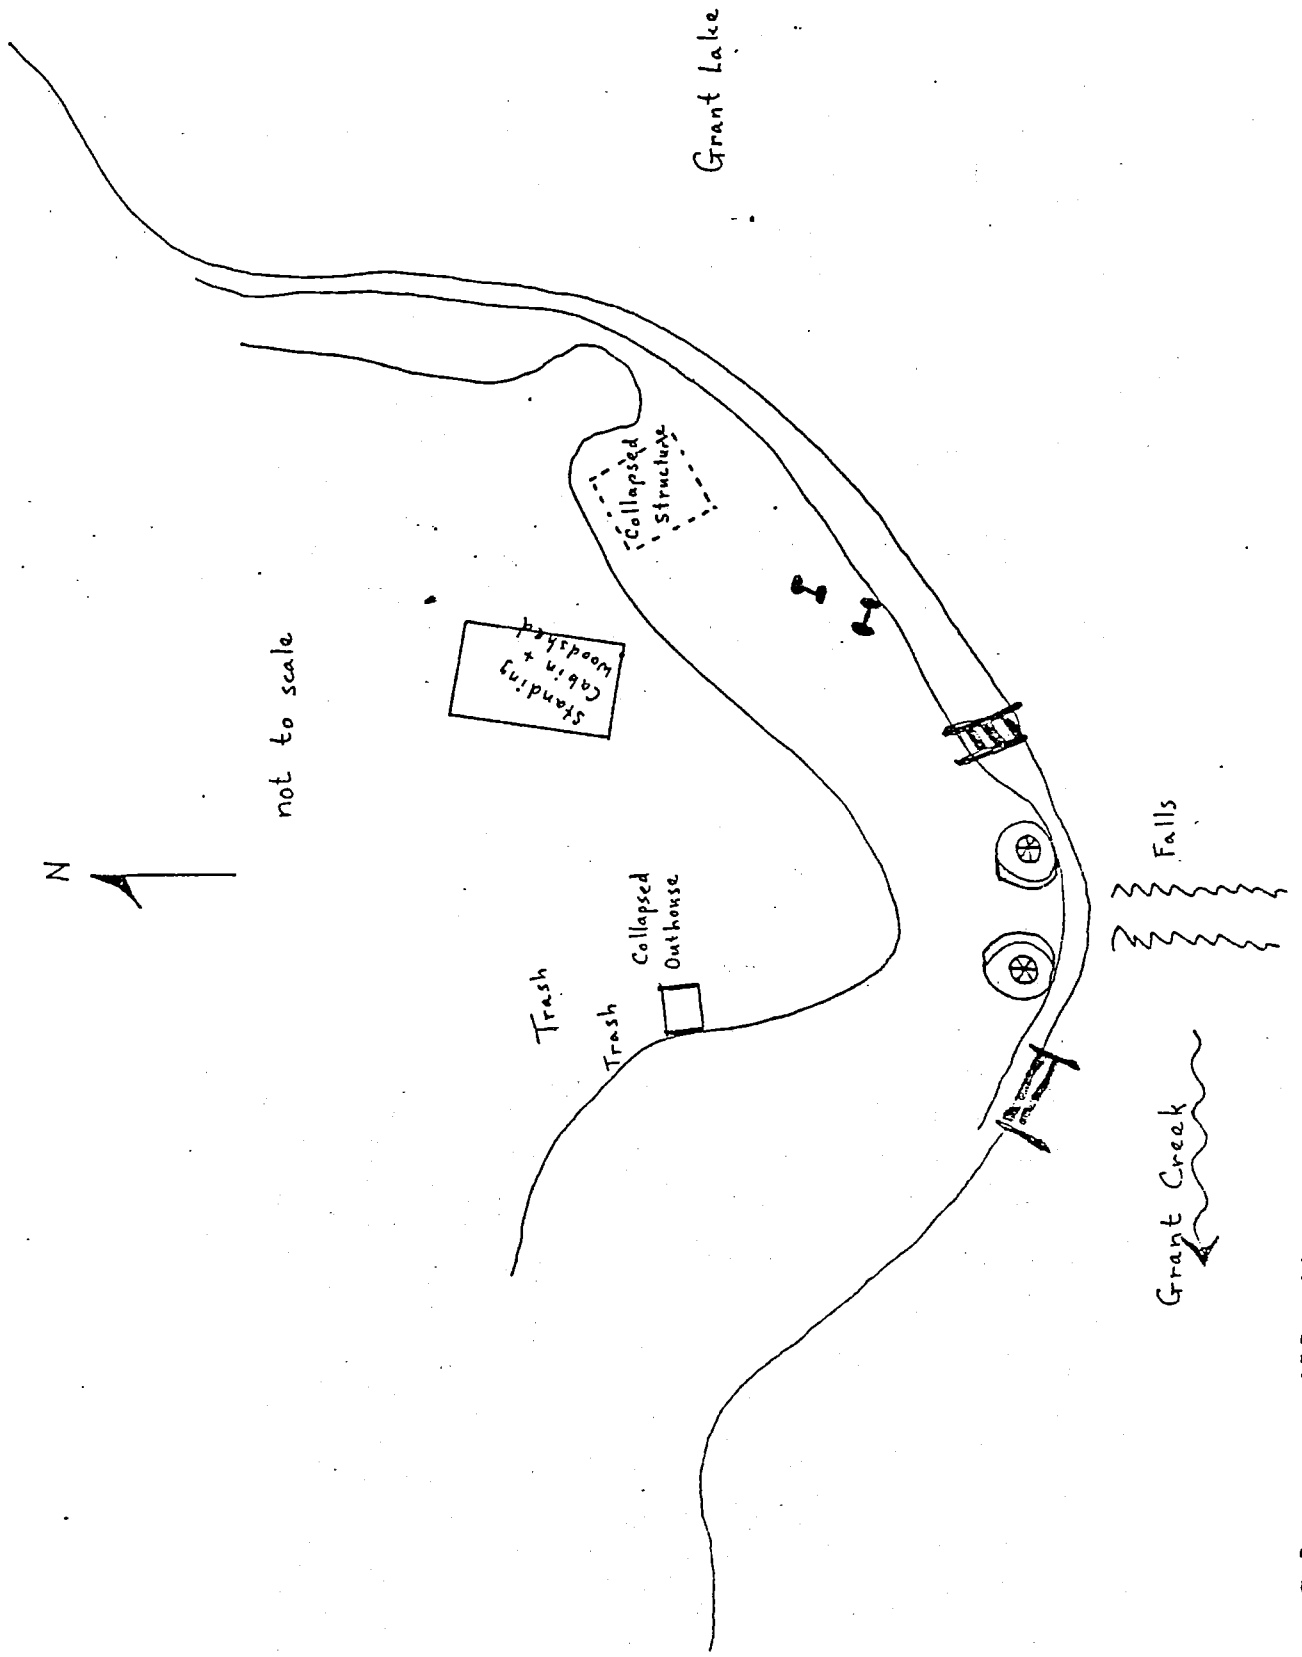 N
not to scale
Standing
Cabin +
Woodshed
Trash
Trash
Collapsed
Outhouse
Collapsed
structure
Grant Lake
Falls
Grant Creek